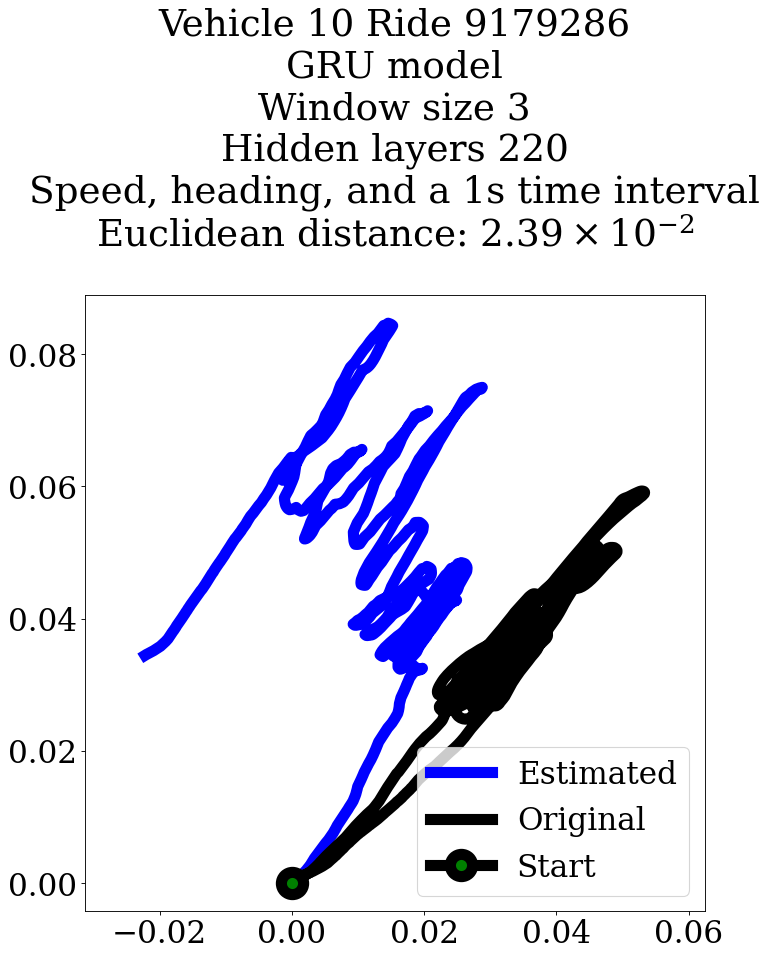 Vehicle 10 Ride 9179286
GRU model
Window size 3
Hidden layers 220
Speed, heading, and a 1s time interval
Euclidean distance: 2.39 × 10⁻²
0.08
0.06
0.04
0.02
0.00
Estimated
Original
Start
−0.02 0.00 0.02 0.04 0.06